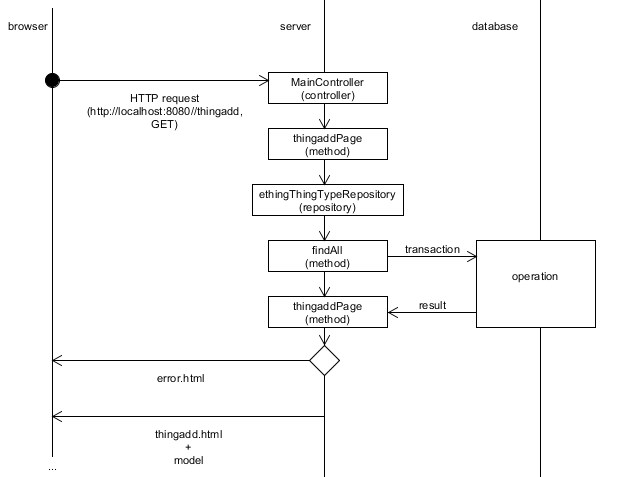 browser
server
database
MainController
(controller)
HTTP request
(http://localhost:8080//thingadd,
GET)
thingaddPage
(method)
ethingThingTypeRepository
(repository)
findAll
(method)
transaction
operation
thingaddPage
(method)
result
error.html
thingadd.html
+
model
...